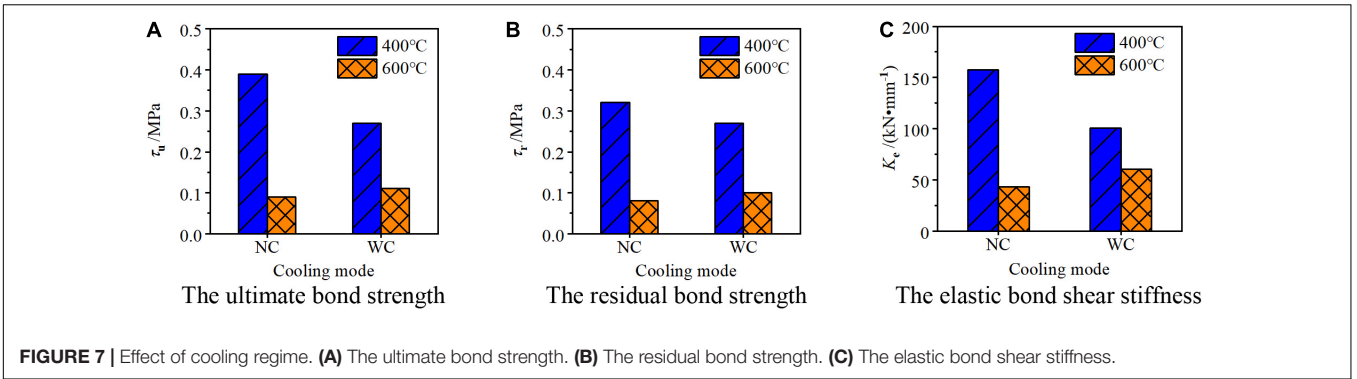 A
0.5
0.4
0.3
0.2
0.1
0.0
τu/MPa
400℃
600℃
NC
WC
Cooling mode
The ultimate bond strength
B
0.5
0.4
0.3
0.2
0.1
0.0
τr/MPa
400℃
600℃
NC
WC
Cooling mode
The residual bond strength
C
200
150
100
50
0
Ke/(kN•mm⁻¹)
400℃
600℃
NC
WC
Cooling mode
The elastic bond shear stiffness
FIGURE 7 | Effect of cooling regime. (A) The ultimate bond strength. (B) The residual bond strength. (C) The elastic bond shear stiffness.